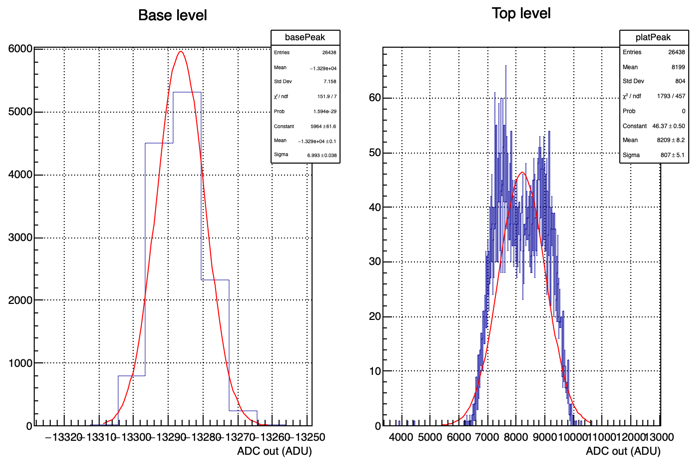 Base level
basePeak
Entries 26438
Mean −1.329e+04
Std Dev 7.158
χ² / ndf 151.9 / 7
Prob 1.594e-29
Constant 5964 ± 61.6
Mean −1.329e+04 ± 0.1
Sigma 6.993 ± 0.038
6000
5000
4000
3000
2000
1000
0
−13320 −13310 −13300 −13290 −13280 −13270 −13260 −13250
ADC out (ADU)
Top level
platPeak
Entries 26438
Mean 8199
Std Dev 804
χ² / ndf 1793 / 457
Prob 0
Constant 46.37 ± 0.50
Mean 8209 ± 8.2
Sigma 807 ± 5.1
60
50
40
30
20
10
0
4000 5000 6000 7000 8000 9000 10000 11000 12000 13000
ADC out (ADU)